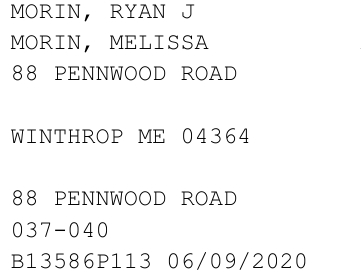 MORIN, RYAN J
MORIN, MELISSA
88 PENNWOOD ROAD
WINTHROP ME 04364
88 PENNWOOD ROAD
037-040
B13586P113 06/09/2020